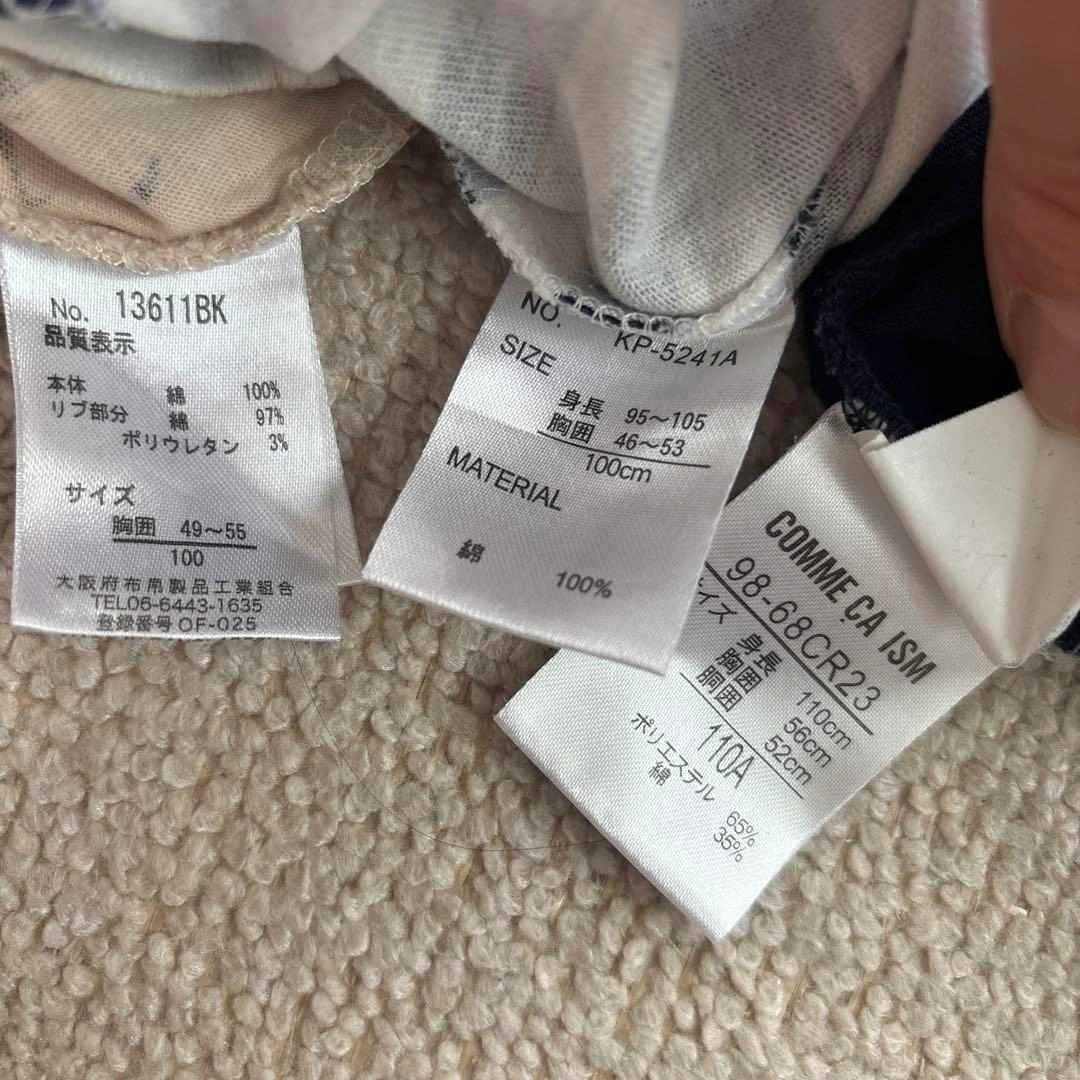 No. 13611BK
品質表示
本体 綿 100%
リブ部分 綿 97%
ポリウレタン 3%
サイズ
胸囲 49～55
100
大阪府布帛製品工業組合
TEL06-6443-1635
登録番号 OF-025
NO. KP-5241A
SIZE
身長 95～105
胸囲 46～53
100cm
MATERIAL
綿 100%
COMME ÇA ISM
98-68CR23
イズ
身長 110cm
胸囲 56cm
胴囲 52cm
110A
ポリエステル 65%
綿 35%